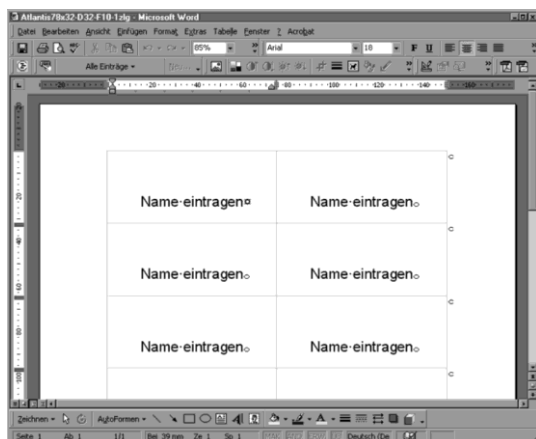 Atlantis78x32-D32-F10-1zlg - Microsoft Word
Datei Bearbeiten Ansicht Einfügen Format Extras Tabelle Fenster ? Acrobat
85% Arial 18 F U
Alle Einträge
Name·eintragen¤ Name·eintragen
Name·eintragen Name·eintragen
Name·eintragen Name·eintragen
Zeichnen AutoFormen
Seite 1 Ab 1 1/1 Bei 39 mm Ze 1 Sp 1 Deutsch (De